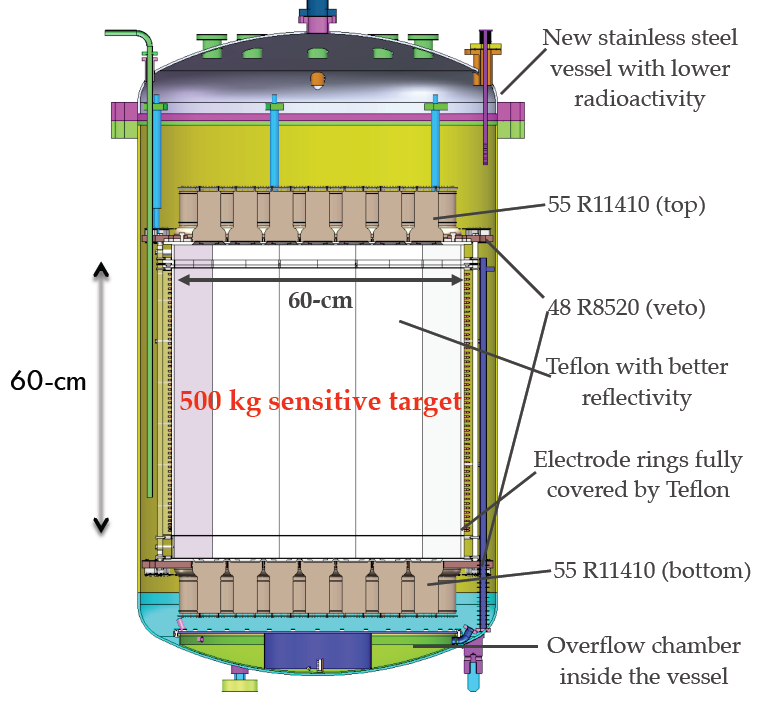 New stainless steel
vessel with lower
radioactivity
55 R11410 (top)
60-cm
48 R8520 (veto)
Teflon with better
reflectivity
60-cm
500 kg sensitive target
Electrode rings fully
covered by Teflon
55 R11410 (bottom)
Overflow chamber
inside the vessel